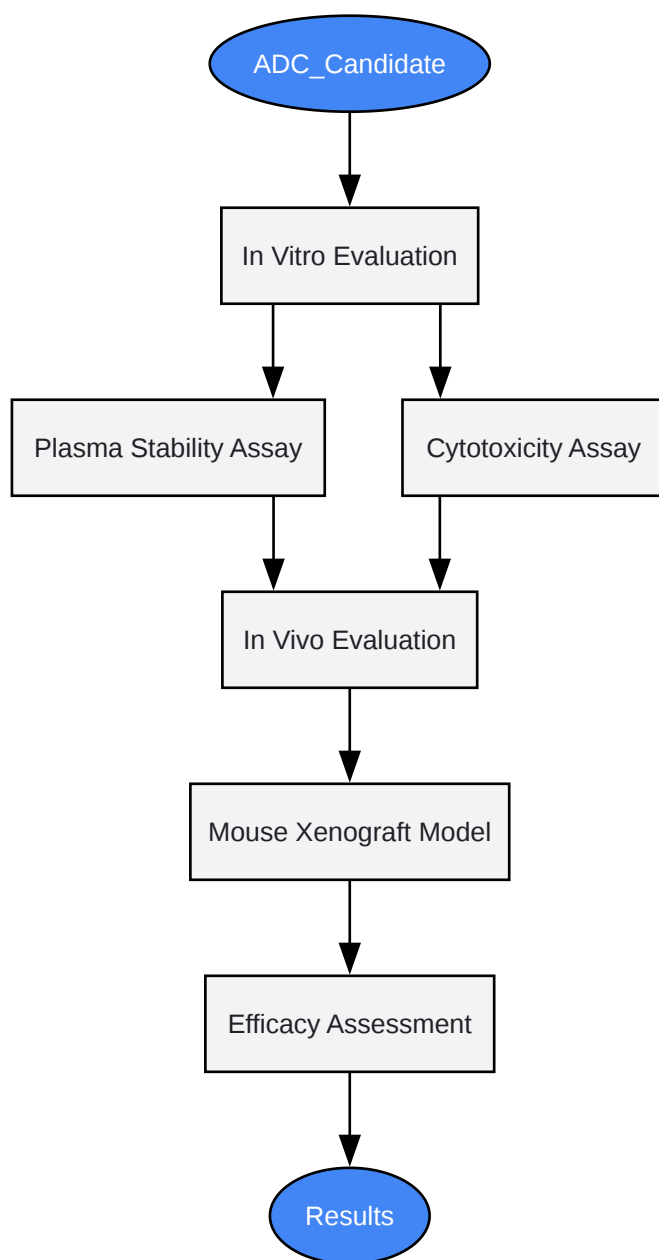 ADC_Candidate
In Vitro Evaluation
Plasma Stability Assay
Cytotoxicity Assay
In Vivo Evaluation
Mouse Xenograft Model
Efficacy Assessment
Results